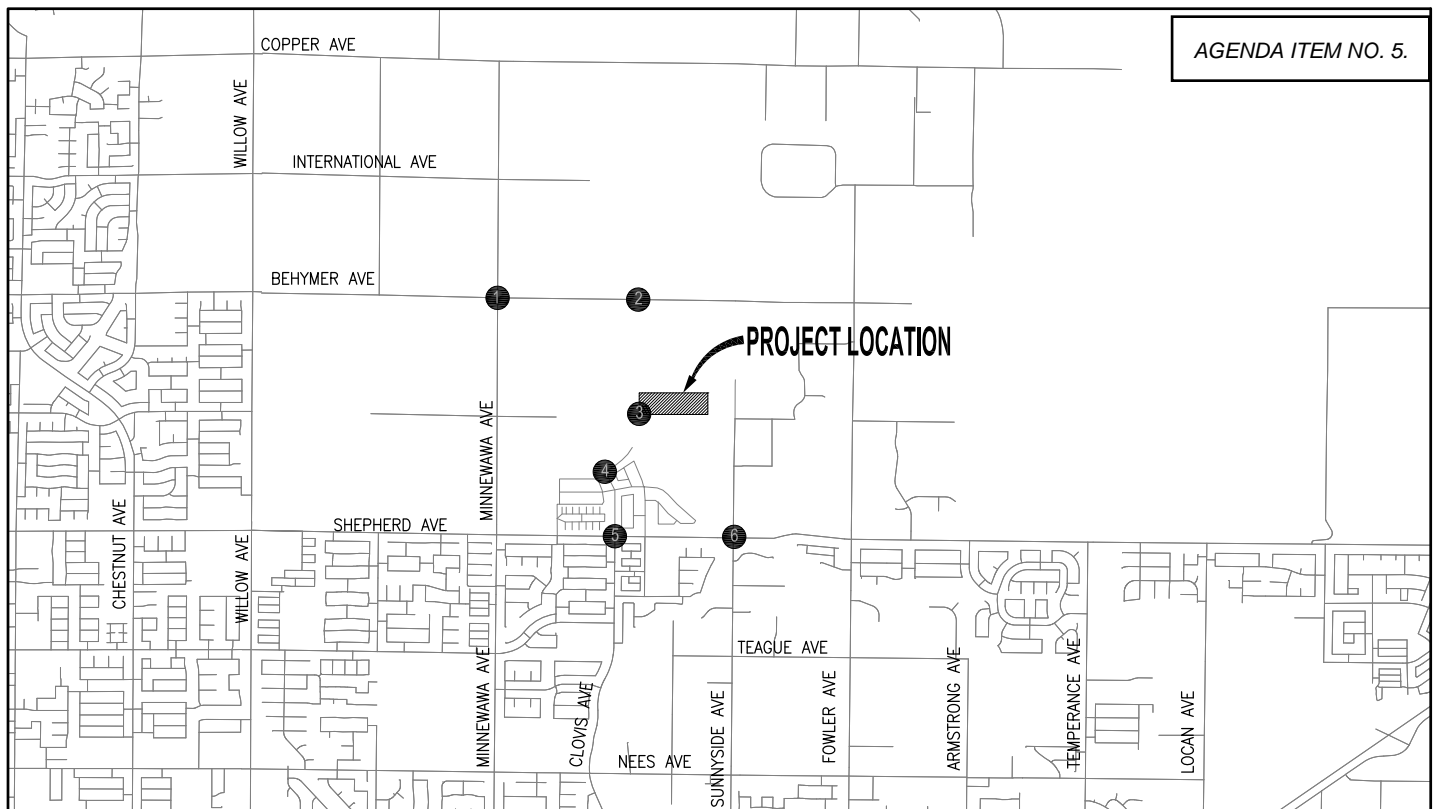 AGENDA ITEM NO. 5.
COPPER AVE
WILLOW AVE
INTERNATIONAL AVE
BEHYMER AVE
1
2
PROJECT LOCATION
3
MINNEWAWA AVE
4
SHEPHERD AVE
5
6
CHESTNUT AVE
WILLOW AVE
MINNEWAWA AVE
CLOVIS AVE
TEAGUE AVE
SUNNYSIDE AVE
FOWLER AVE
ARMSTRONG AVE
TEMPERANCE AVE
LOCAN AVE
NEES AVE